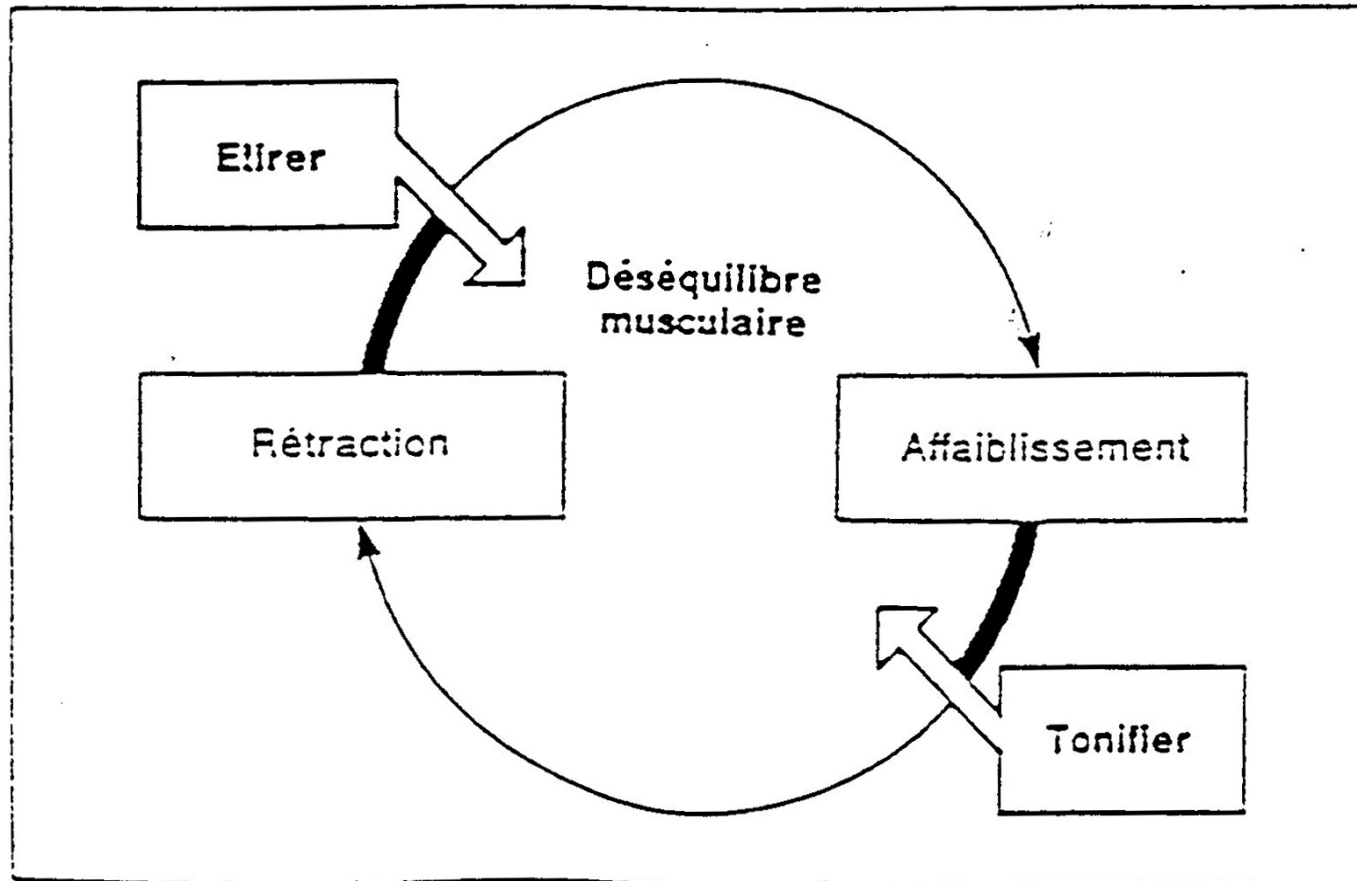 Etirer
Déséquilibre
musculaire
Rétraction
Affaiblissement
Tonifier